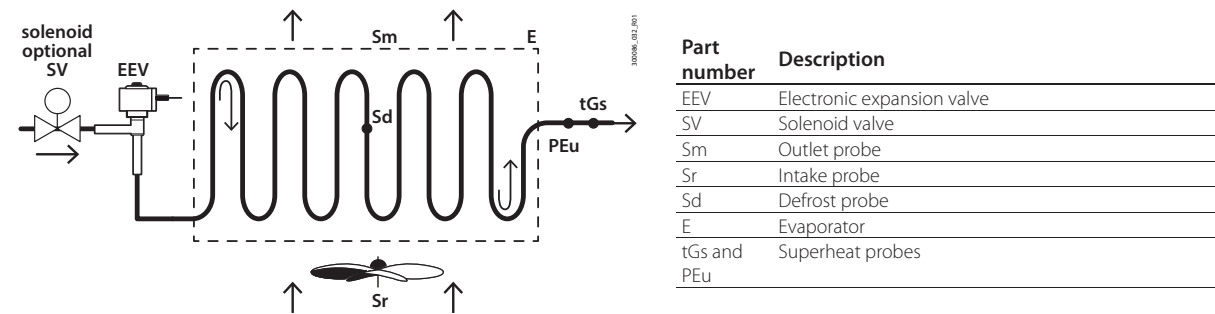 solenoid
optional
SV
EEV
Sm
E
Sd
tGs
PEu
Sr
300086_032_R01
Part number Description
EEV Electronic expansion valve
SV Solenoid valve
Sm Outlet probe
Sr Intake probe
Sd Defrost probe
E Evaporator
tGs and Superheat probes
PEu